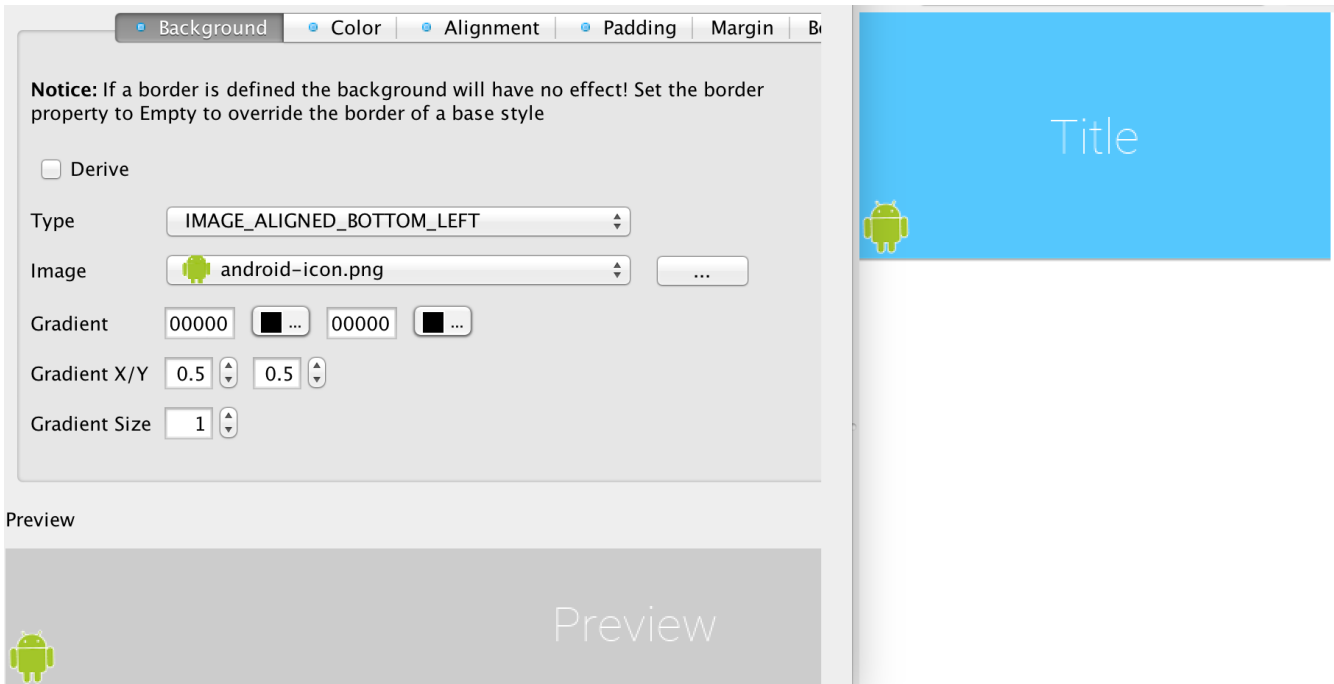 Background Color Alignment Padding Margin
Notice: If a border is defined the background will have no effect! Set the border
property to Empty to override the border of a base style
Derive
Type IMAGE_ALIGNED_BOTTOM_LEFT
Image android-icon.png ...
Gradient 00000 ... 00000 ...
Gradient X/Y 0.5 0.5
Gradient Size 1
Preview
Preview
Title